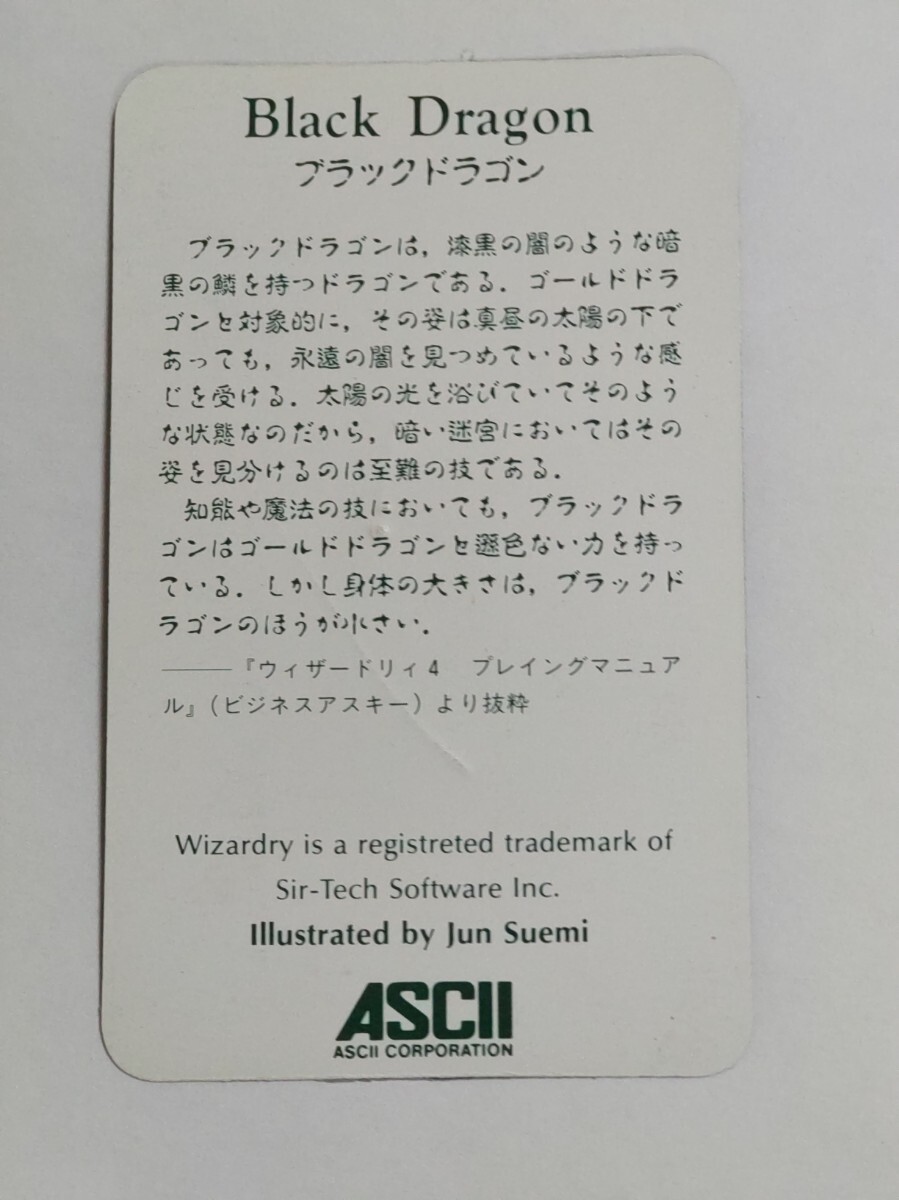 Black Dragon
ブラックドラゴン
ブラックドラゴンは，漆黒の闇のような暗
黒の鱗を持つドラゴンである．ゴールドドラ
ゴンと対象的に，その姿は真昼の太陽の下で
あっても，永遠の闇を見つめているような感
じを受ける．太陽の光を浴びていてそのよう
な状態なのだから，暗い迷宮においてはその
姿を見分けるのは至難の技である．
知能や魔法の技においても，ブラックドラ
ゴンはゴールドドラゴンと遜色ない力を持っ
ている．しかし身体の大きさは，ブラックド
ラゴンのほうが小さい．
――『ウィザードリィ4　プレイングマニュア
ル』（ビジネスアスキー）より抜粋
Wizardry is a registreted trademark of
Sir-Tech Software Inc.
Illustrated by Jun Suemi
ASCII
ASCII CORPORATION